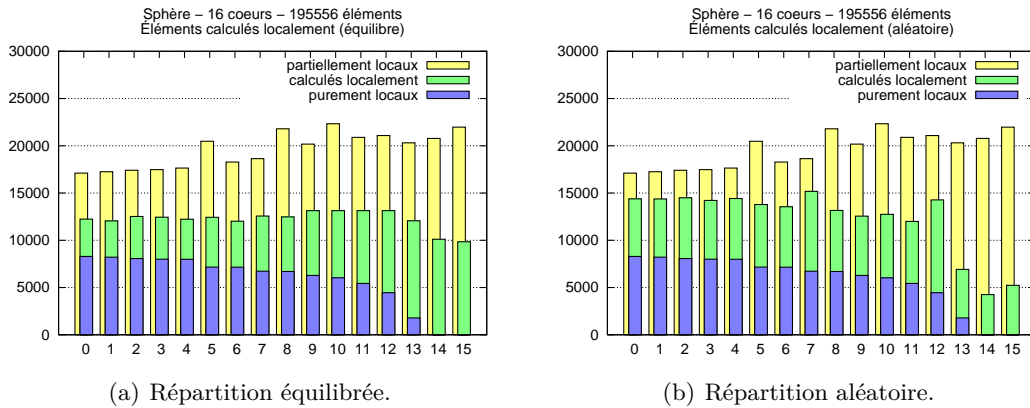 Sphère – 16 coeurs – 195556 éléments
Éléments calculés localement (équilibre)
30000
25000
20000
15000
10000
5000
0
partiellement locaux
calculés localement
purement locaux
0 1 2 3 4 5 6 7 8 9 10 11 12 13 14 15
(a) Répartition équilibrée.
Sphère – 16 coeurs – 195556 éléments
Éléments calculés localement (aléatoire)
30000
25000
20000
15000
10000
5000
0
partiellement locaux
calculés localement
purement locaux
0 1 2 3 4 5 6 7 8 9 10 11 12 13 14 15
(b) Répartition aléatoire.